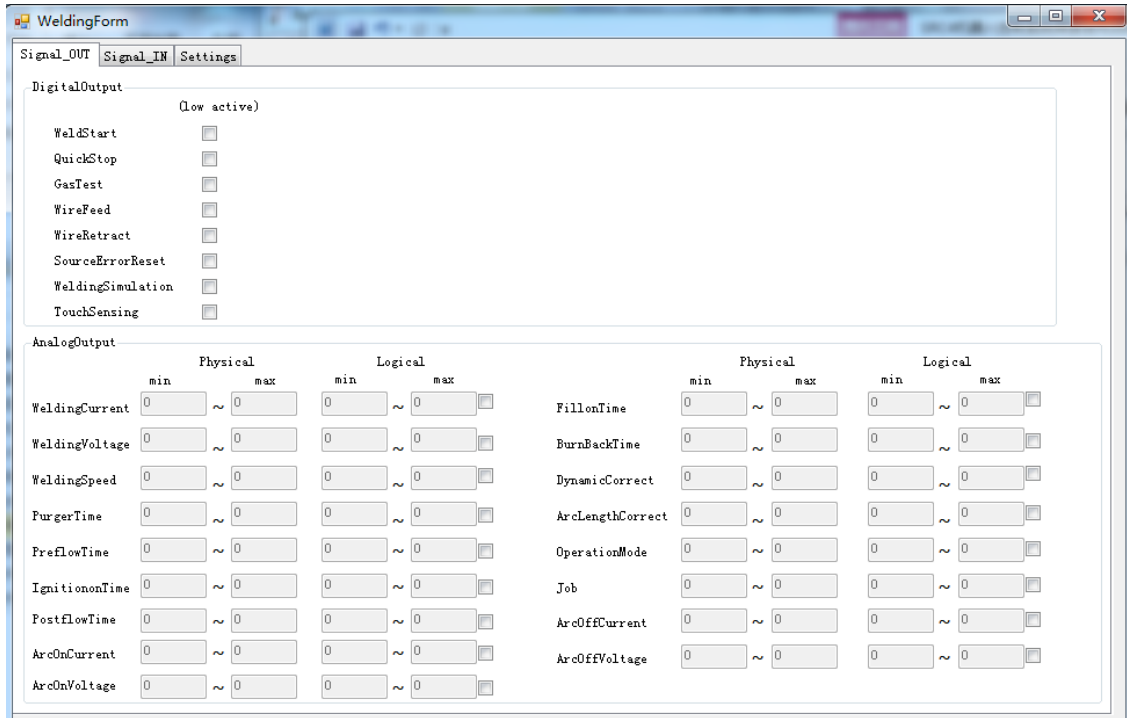 WeldingForm
Signal_OUT Signal_IN Settings
DigitalOutput
(low active)
WeldStart
QuickStop
GasTest
WireFeed
WireRetract
SourceErrorReset
WeldingSimulation
TouchSensing
AnalogOutput
Physical Logical Physical Logical
min max min max min max min max
WeldingCurrent 0 ~ 0 0 ~ 0 FillonTime 0 ~ 0 0 ~ 0
WeldingVoltage 0 ~ 0 0 ~ 0 BurnBackTime 0 ~ 0 0 ~ 0
WeldingSpeed 0 ~ 0 0 ~ 0 DynamicCorrect 0 ~ 0 0 ~ 0
PurgerTime 0 ~ 0 0 ~ 0 ArcLengthCorrect 0 ~ 0 0 ~ 0
PreflowTime 0 ~ 0 0 ~ 0 OperationMode 0 ~ 0 0 ~ 0
IgnitiononTime 0 ~ 0 0 ~ 0 Job 0 ~ 0 0 ~ 0
PostflowTime 0 ~ 0 0 ~ 0 ArcOffCurrent 0 ~ 0 0 ~ 0
ArcOnCurrent 0 ~ 0 0 ~ 0 ArcOffVoltage 0 ~ 0 0 ~ 0
ArcOnVoltage 0 ~ 0 0 ~ 0